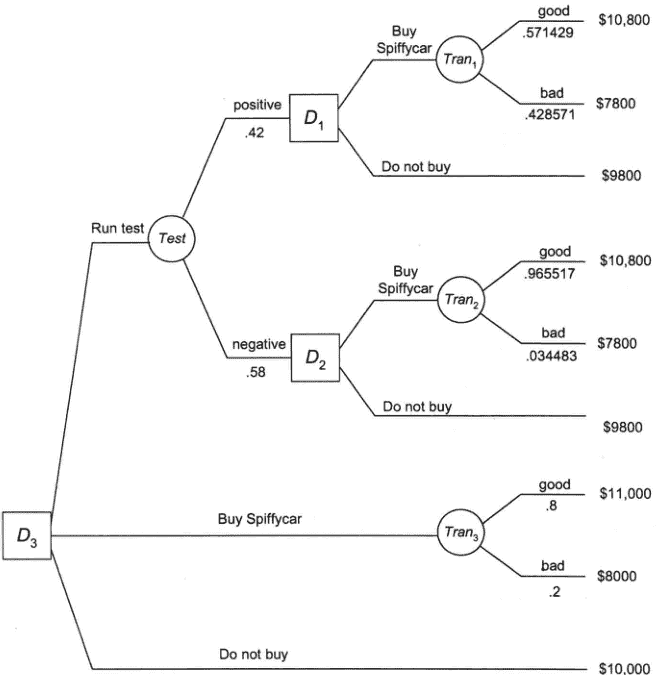 good
$10,800
.571429
Buy
Spiffycar
Tran₁
bad
$7800
.428571
positive
.42
D₁
Do not buy
$9800
Run test
Test
good
$10,800
.965517
Buy
Spiffycar
Tran₂
bad
$7800
.034483
negative
.58
D₂
Do not buy
$9800
good
$11,000
.8
Buy Spiffycar
D₃
Tran₃
bad
$8000
.2
Do not buy
$10,000